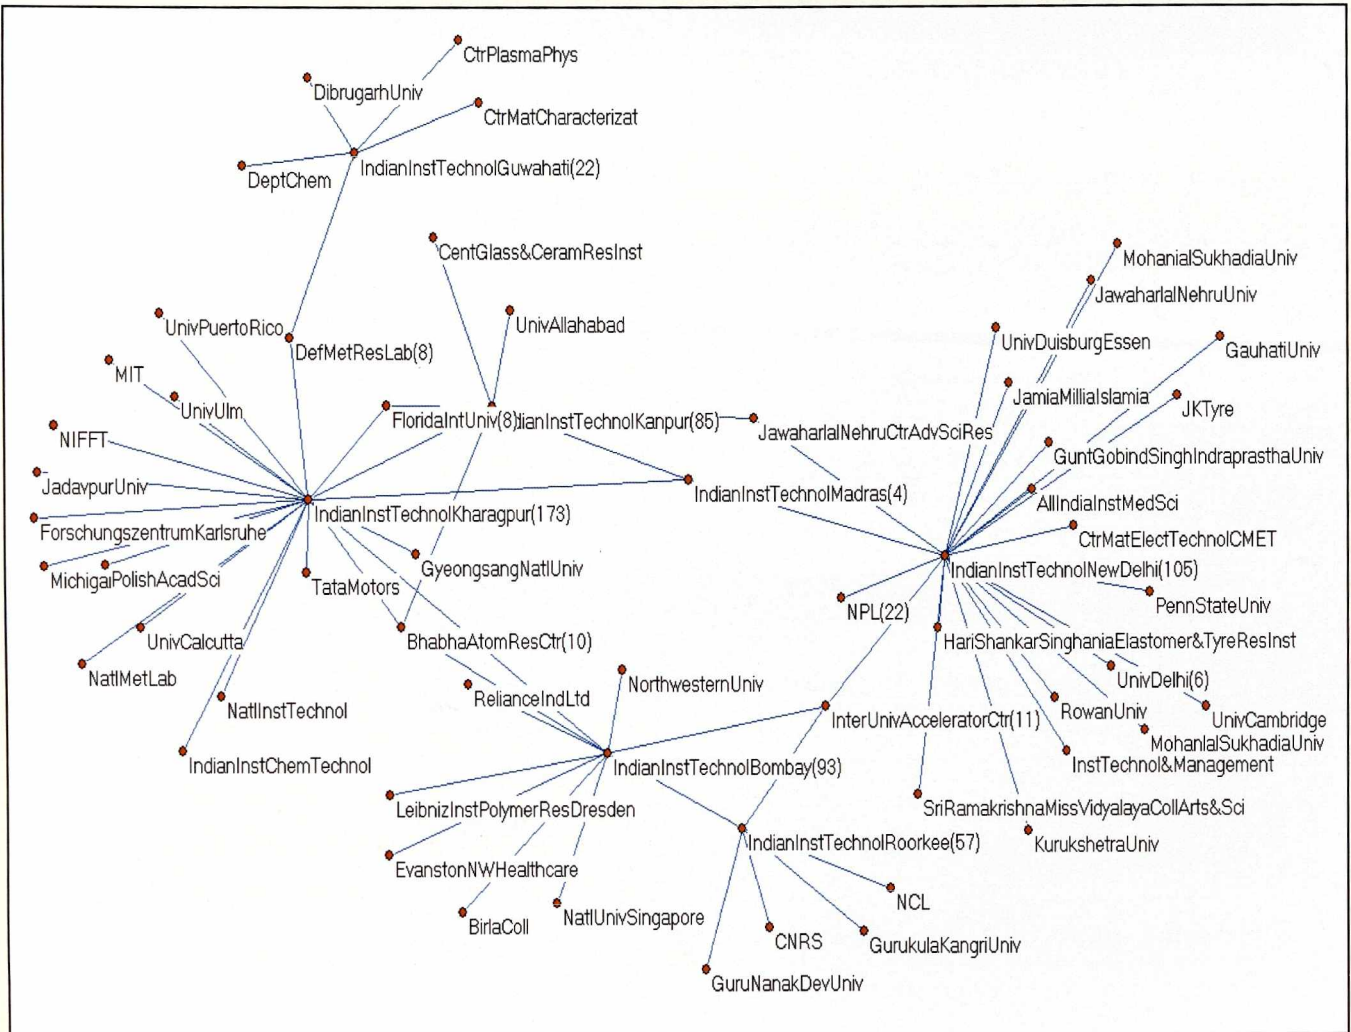 CtrPlasmaPhys
DibrugarhUniv
CtrMatCharacterizat
IndianInstTechnolGuwahati(22)
DeptChem
CentGlass&CeramResInst
MohanialSukhadiaUniv
JawaharlalNehruUniv
UnivPuertoRico
UnivAllahabad
UnivDuisburgEssen
GauhatiUniv
DefMetResLab(8)
MIT
JamiaMilliaIslamia
UnivUlm
JKTyre
FloridaIntUniv(8)
dianInstTechnolKanpur(85)
JawaharlalNehruCtrAdvSciRes
NIFFT
GuntGobindSinghIndraprasthaUniv
JadavpurUniv
IndianInstTechnolMadras(4)
AllIndiaInstMedSci
IndianInstTechnolKharagpur(173)
ForschungszentrumKarlsruhe
CtrMatElectTechnolCMET
GyeongsangNatlUniv
IndianInstTechnolNewDelhi(105)
MichigaPolishAcadSci
TataMotors
PennStateUniv
NPL(22)
UnivCalcutta
BhabhaAtomResCtr(10)
HariShankarSinghaniaElastomer&TyreResInst
NatlMetLab
NorthwesternUniv
UnivDelhi(6)
RelianceIndLtd
NatlInstTechnol
RowanUniv
InterUnivAcceleratorCtr(11)
UnivCambridge
MohanlalSukhadiaUniv
IndianInstChemTechnol
IndianInstTechnolBombay(93)
InstTechnol&Management
LeibnizInstPolymerResDresden
SriRamakrishnaMissVidyalayaCollArts&Sci
IndianInstTechnolRoorkee(57)
KurukshetraUniv
EvanstonNWHealthcare
NCL
NatlUnivSingapore
BirlaColl
CNRS
GurukulaKangriUniv
GuruNanakDevUniv